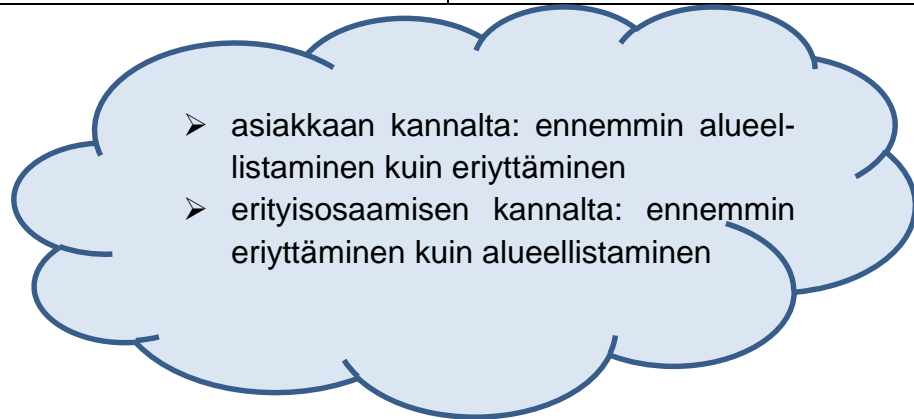 ➢ asiakkaan kannalta: ennemmin alueel-
listaminen kuin eriyttäminen
➢ erityisosaamisen kannalta: ennemmin
eriyttäminen kuin alueellistaminen